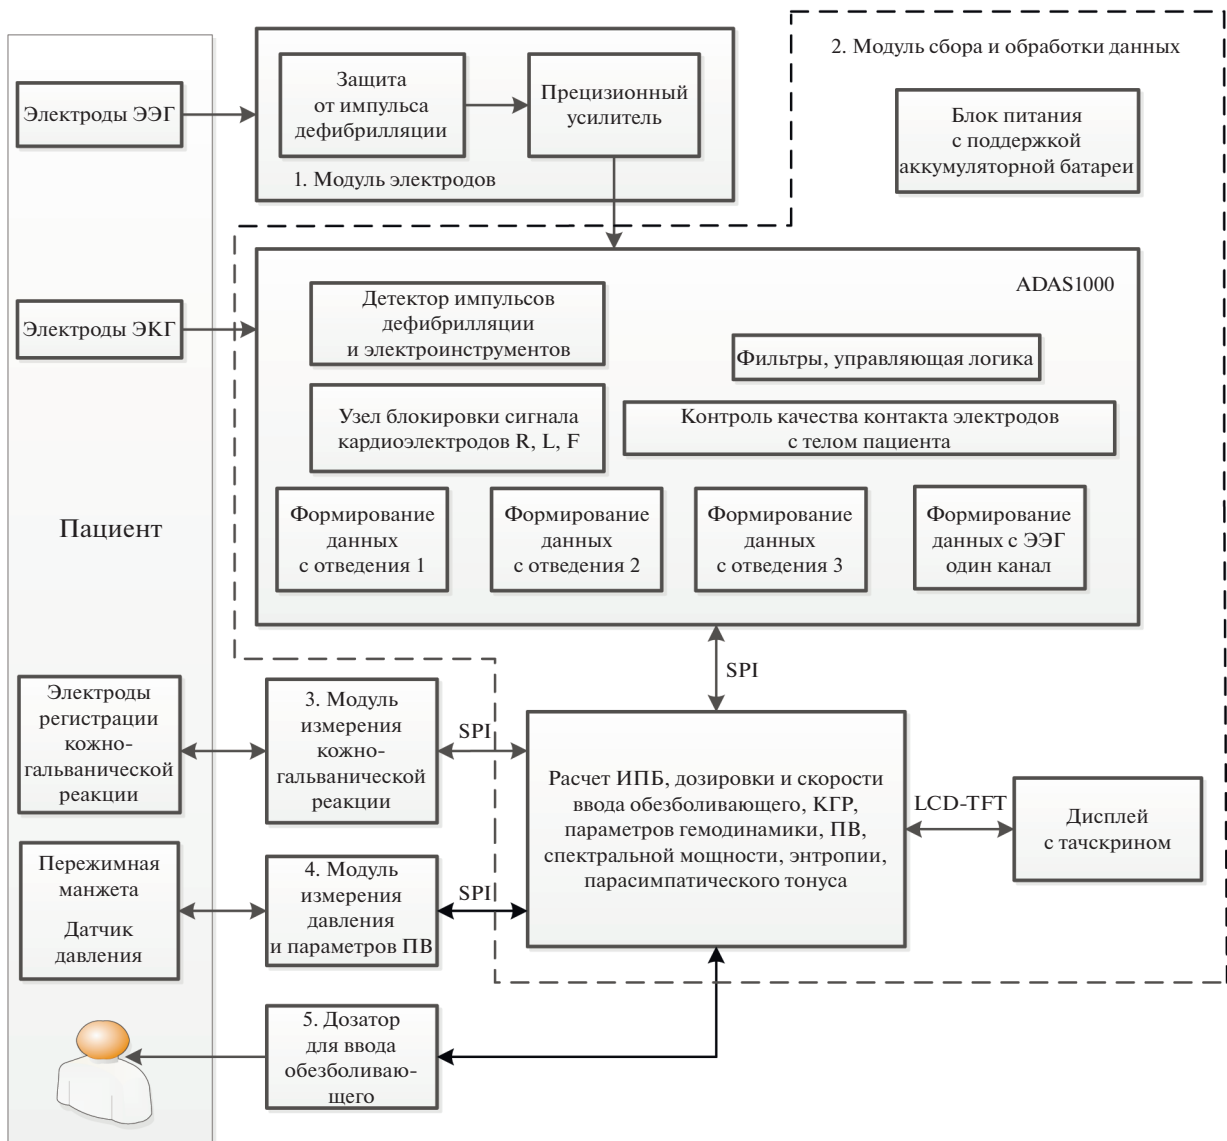 2. Модуль сбора и обработки данных
Электроды ЭЭГ
Защита
от импульса
дефибрилляции
Прецизионный
усилитель
1. Модуль электродов
Блок питания
с поддержкой
аккумуляторной батареи
ADAS1000
Электроды ЭКГ
Детектор импульсов
дефибрилляции
и электроинструментов
Фильтры, управляющая логика
Узел блокировки сигнала
кардиоэлектродов R, L, F
Контроль качества контакта электродов
с телом пациента
Пациент
Формирование
данных
с отведения 1
Формирование
данных
с отведения 2
Формирование
данных
с отведения 3
Формирование
данных с ЭЭГ
один канал
SPI
Электроды
регистрации
кожно-
гальванической
реакции
3. Модуль
измерения
кожно-
гальванической
реакции
SPI
Расчет ИПБ, дозировки и скорости
ввода обезболивающего, КГР,
параметров гемодинамики, ПВ,
спектральной мощности, энтропии,
парасимпатического тонуса
LCD-TFT
Дисплей
с тачскрином
Пережимная
манжета
Датчик
давления
4. Модуль
измерения
давления
и параметров ПВ
SPI
5. Дозатор
для ввода
обезболиваю-
щего